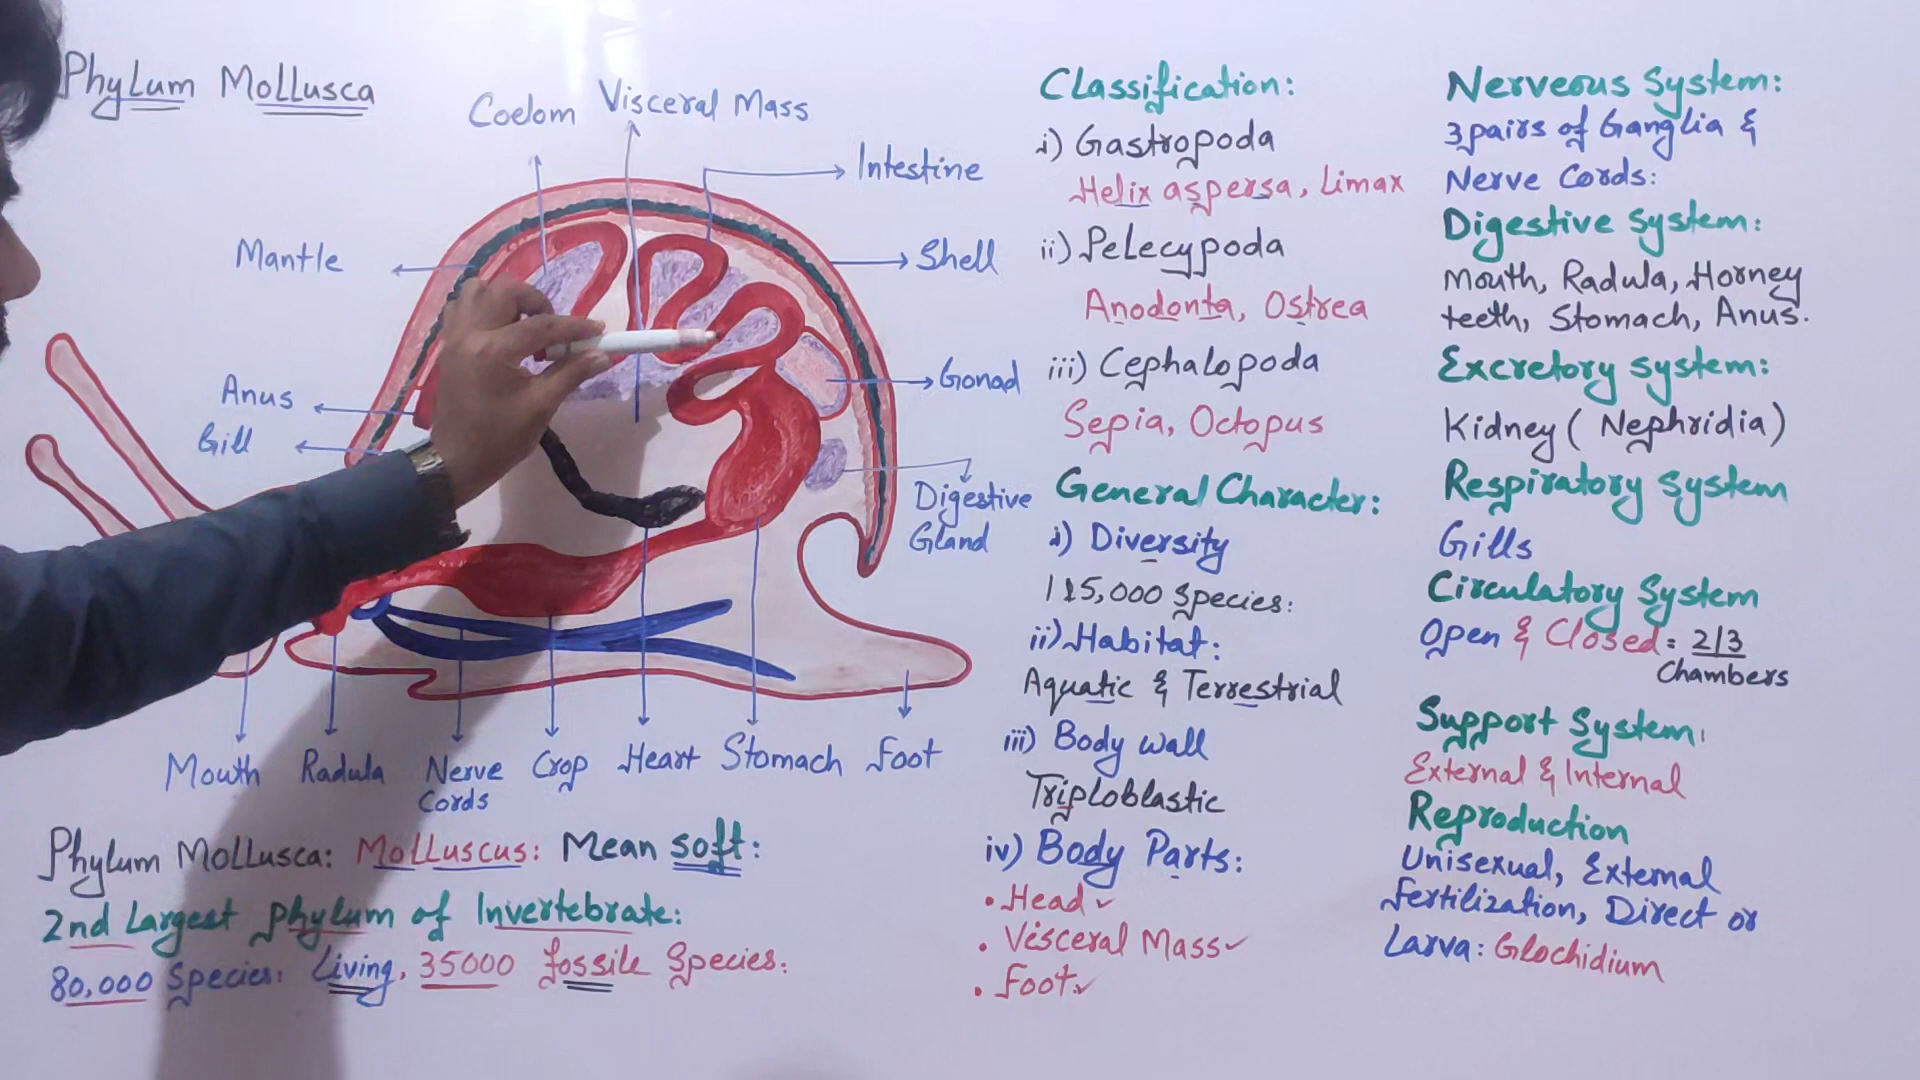 Phylum Mollusca
Coelom
Visceral Mass
Intestine
Mantle
Shell
Anus
Gonad
Gill
Digestive
Gland
Mouth
Radula
Nerve
Cords
Crop
Heart
Stomach
Foot
Phylum Mollusca: Molluscus: Mean soft:
2nd Largest Phylum of Invertebrate:
80,000 Species: Living, 35000 fossile Species:
Classification:
i) Gastropoda
Helix aspersa, Limax
ii) Pelecypoda
Anodonta, Ostrea
iii) Cephalopoda
Sepia, Octopus
General Character:
i) Diversity
115,000 Species:
ii) Habitat:
Aquatic & Terrestrial
iii) Body wall
Triploblastic
iv) Body Parts:
• Head ✓
• Visceral Mass ✓
• Foot ✓
Nerveous System:
3 pairs of Ganglia &
Nerve Cords:
Digestive System:
Mouth, Radula, Horney
teeth, Stomach, Anus.
Excretory System:
Kidney ( Nephridia)
Respiratory System
Gills
Circulatory System
Open & Closed: 2/3
Chambers
Support System:
External & Internal
Reproduction
Unisexual, External
Fertilization, Direct or
Larva: Glochidium